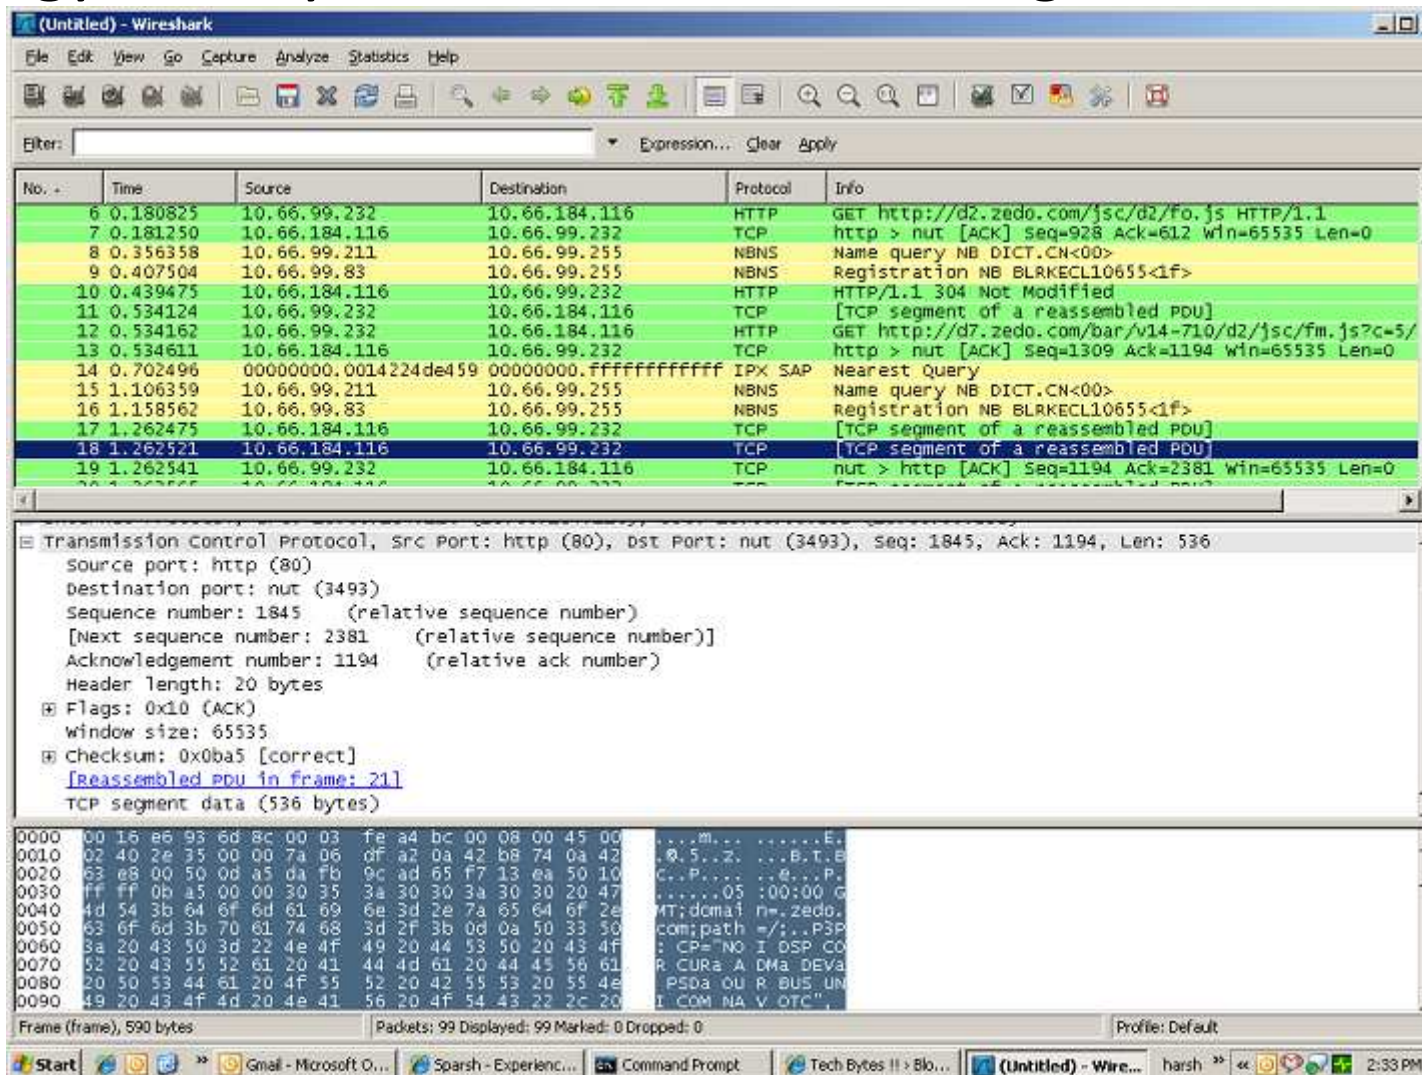 (Untitled) - Wireshark
File Edit View Go Capture Analyze Statistics Help
Filter: Expression... Clear Apply
No. . Time Source Destination Protocol Info
6 0.180825 10.66.99.232 10.66.184.116 HTTP GET http://d2.zedo.com/jsc/d2/fo.js HTTP/1.1
7 0.181250 10.66.184.116 10.66.99.232 TCP http > nut [ACK] Seq=928 Ack=612 Win=65535 Len=0
8 0.356358 10.66.99.211 10.66.99.255 NBNS Name query NB DICT.CN<00>
9 0.407504 10.66.99.83 10.66.99.255 NBNS Registration NB BLRKECL10655<1f>
10 0.439475 10.66.184.116 10.66.99.232 HTTP HTTP/1.1 304 Not Modified
11 0.534124 10.66.99.232 10.66.184.116 TCP [TCP segment of a reassembled PDU]
12 0.534162 10.66.99.232 10.66.184.116 HTTP GET http://d7.zedo.com/bar/v14-710/d2/jsc/fm.js?c=5/
13 0.534611 10.66.184.116 10.66.99.232 TCP http > nut [ACK] Seq=1309 Ack=1194 Win=65535 Len=0
14 0.702496 00000000.0014224de459 00000000.ffffffffffff IPX SAP Nearest Query
15 1.106359 10.66.99.211 10.66.99.255 NBNS Name query NB DICT.CN<00>
16 1.158562 10.66.99.83 10.66.99.255 NBNS Registration NB BLRKECL10655<1f>
17 1.262475 10.66.184.116 10.66.99.232 TCP [TCP segment of a reassembled PDU]
18 1.262521 10.66.184.116 10.66.99.232 TCP [TCP segment of a reassembled PDU]
19 1.262541 10.66.99.232 10.66.184.116 TCP nut > http [ACK] Seq=1194 Ack=2381 Win=65535 Len=0
Transmission Control Protocol, Src Port: http (80), Dst Port: nut (3493), Seq: 1845, Ack: 1194, Len: 536
Source port: http (80)
Destination port: nut (3493)
Sequence number: 1845 (relative sequence number)
[Next sequence number: 2381 (relative sequence number)]
Acknowledgement number: 1194 (relative ack number)
Header length: 20 bytes
Flags: 0x10 (ACK)
Window size: 65535
Checksum: 0x0ba5 [correct]
[Reassembled PDU in frame: 21]
TCP segment data (536 bytes)
0000 00 16 e6 93 6d 8c 00 03 fe a4 bc 00 08 00 45 00 ....m... ......E.
0010 02 40 2e 35 00 00 7a 06 df a2 0a 42 b8 74 0a 42 .@.5..z. ...B.t.B
0020 63 e8 00 50 0d a5 da fb 9c ad 65 f7 13 ea 50 10 c..P.... ..e...P.
0030 ff ff 0b a5 00 00 30 35 3a 30 30 3a 30 30 20 47 ......05 :00:00 G
0040 4d 54 3b 64 6f 6d 61 69 6e 3d 2e 7a 65 64 6f 2e MT;domai n=.zedo.
0050 63 6f 6d 3b 70 61 74 68 3d 2f 3b 0d 0a 50 33 50 com;path =/;..P3P
0060 3a 20 43 50 3d 22 4e 4f 49 20 44 53 50 20 43 4f : CP="NO I DSP CO
0070 52 20 43 55 52 61 20 41 44 4d 61 20 44 45 56 61 R CURa A DMa DEVa
0080 20 50 53 44 61 20 4f 55 52 20 42 55 53 20 55 4e PSDa OU R BUS UN
0090 49 20 43 4f 4d 20 4e 41 56 20 4f 54 43 22 2c 20 I COM NA V OTC",
Frame (frame), 590 bytes Packets: 99 Displayed: 99 Marked: 0 Dropped: 0 Profile: Default
Start Gmail - Microsoft O... Sparsh - Experienc... Command Prompt Tech Bytes !! > Blo... (Untitled) - Wire... harsh 2:33 PM